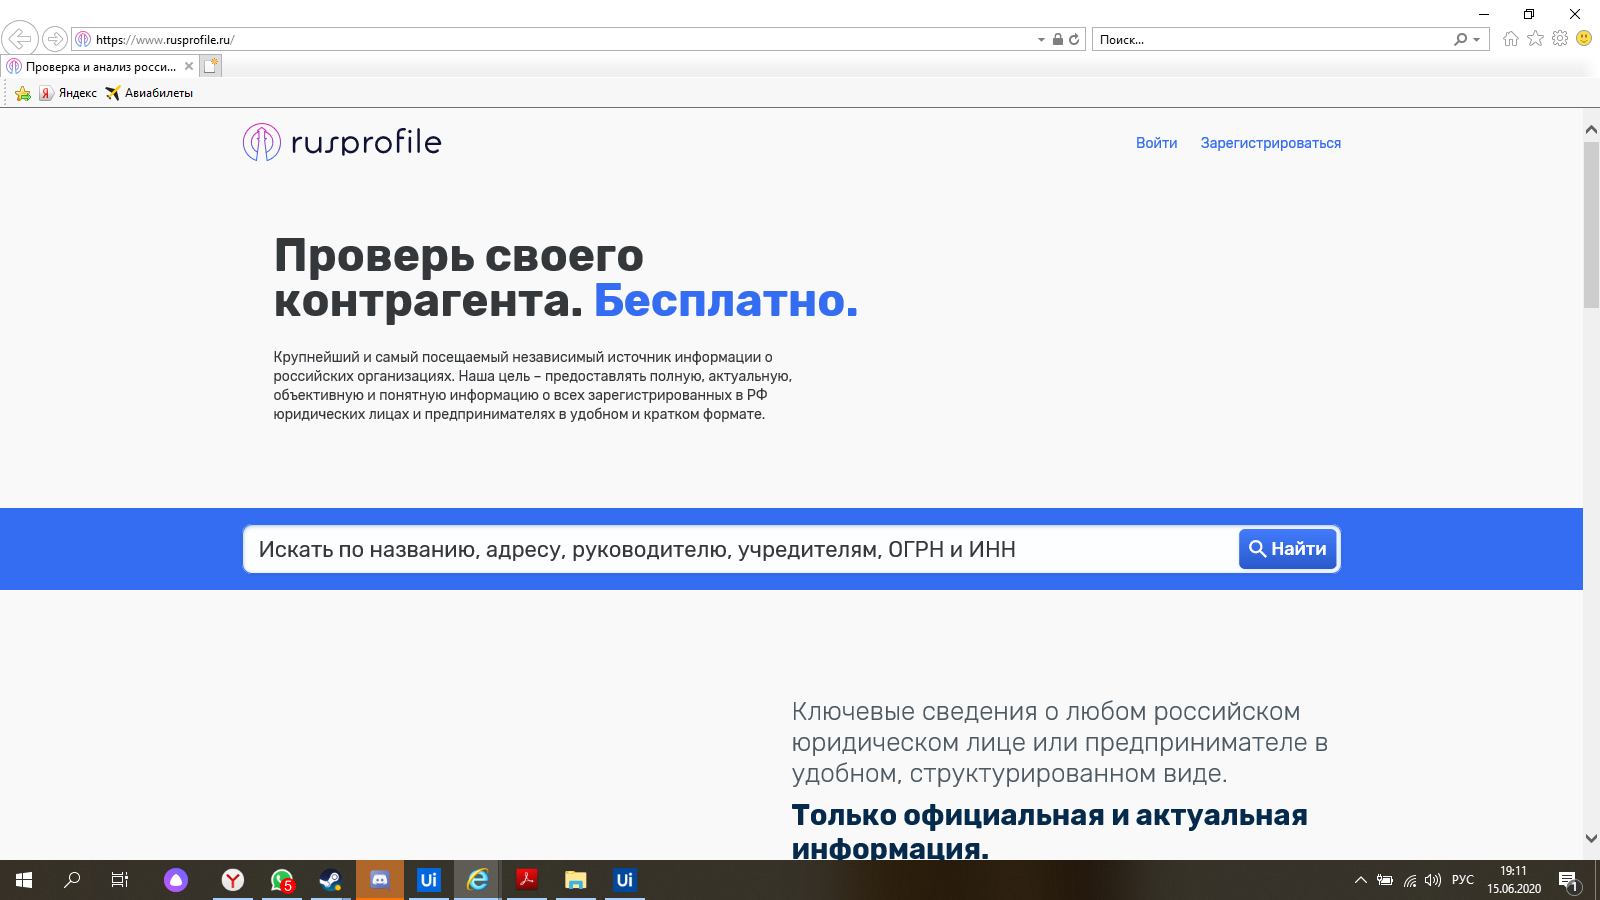 https://www.rusprofile.ru/
Поиск...
Проверка и анализ росси...
Яндекс
Авиабилеты
rusprofile
Войти
Зарегистрироваться
Проверь своего
контрагента. Бесплатно.
Крупнейший и самый посещаемый независимый источник информации о
российских организациях. Наша цель – предоставлять полную, актуальную,
объективную и понятную информацию о всех зарегистрированных в РФ
юридических лицах и предпринимателях в удобном и кратком формате.
Искать по названию, адресу, руководителю, учредителям, ОГРН и ИНН
Найти
Ключевые сведения о любом российском
юридическом лице или предпринимателе в
удобном, структурированном виде.
Только официальная и актуальная
информация.
5
Ui
Ui
РУС
19:11
15.06.2020
1